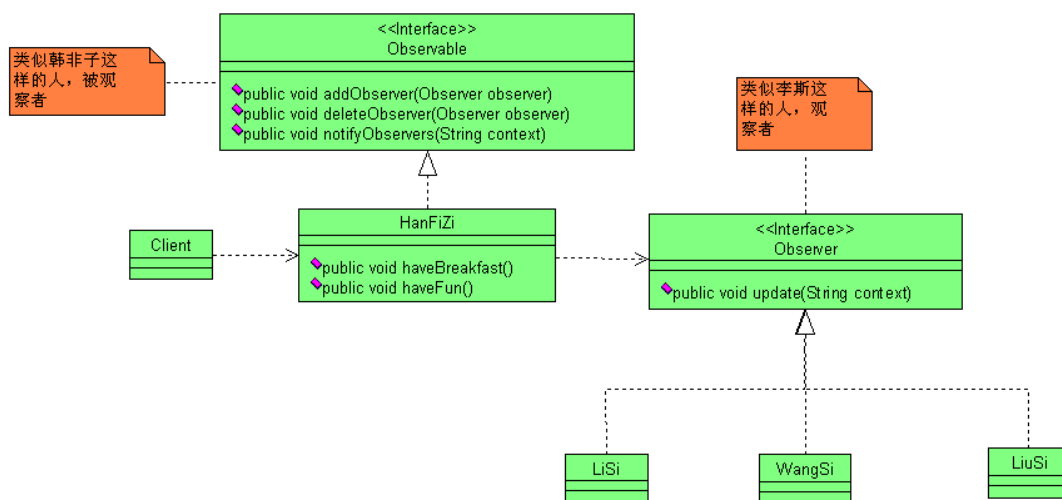 <<Interface>>
Observable
public void addObserver(Observer observer)
public void deleteObserver(Observer observer)
public void notifyObservers(String context)
类似韩非子这
样的人，被观
察者
类似李斯这
样的人，观
察者
Client
HanFiZi
public void haveBreakfast()
public void haveFun()
<<Interface>>
Observer
public void update(String context)
LiSi
WangSi
LiuSi